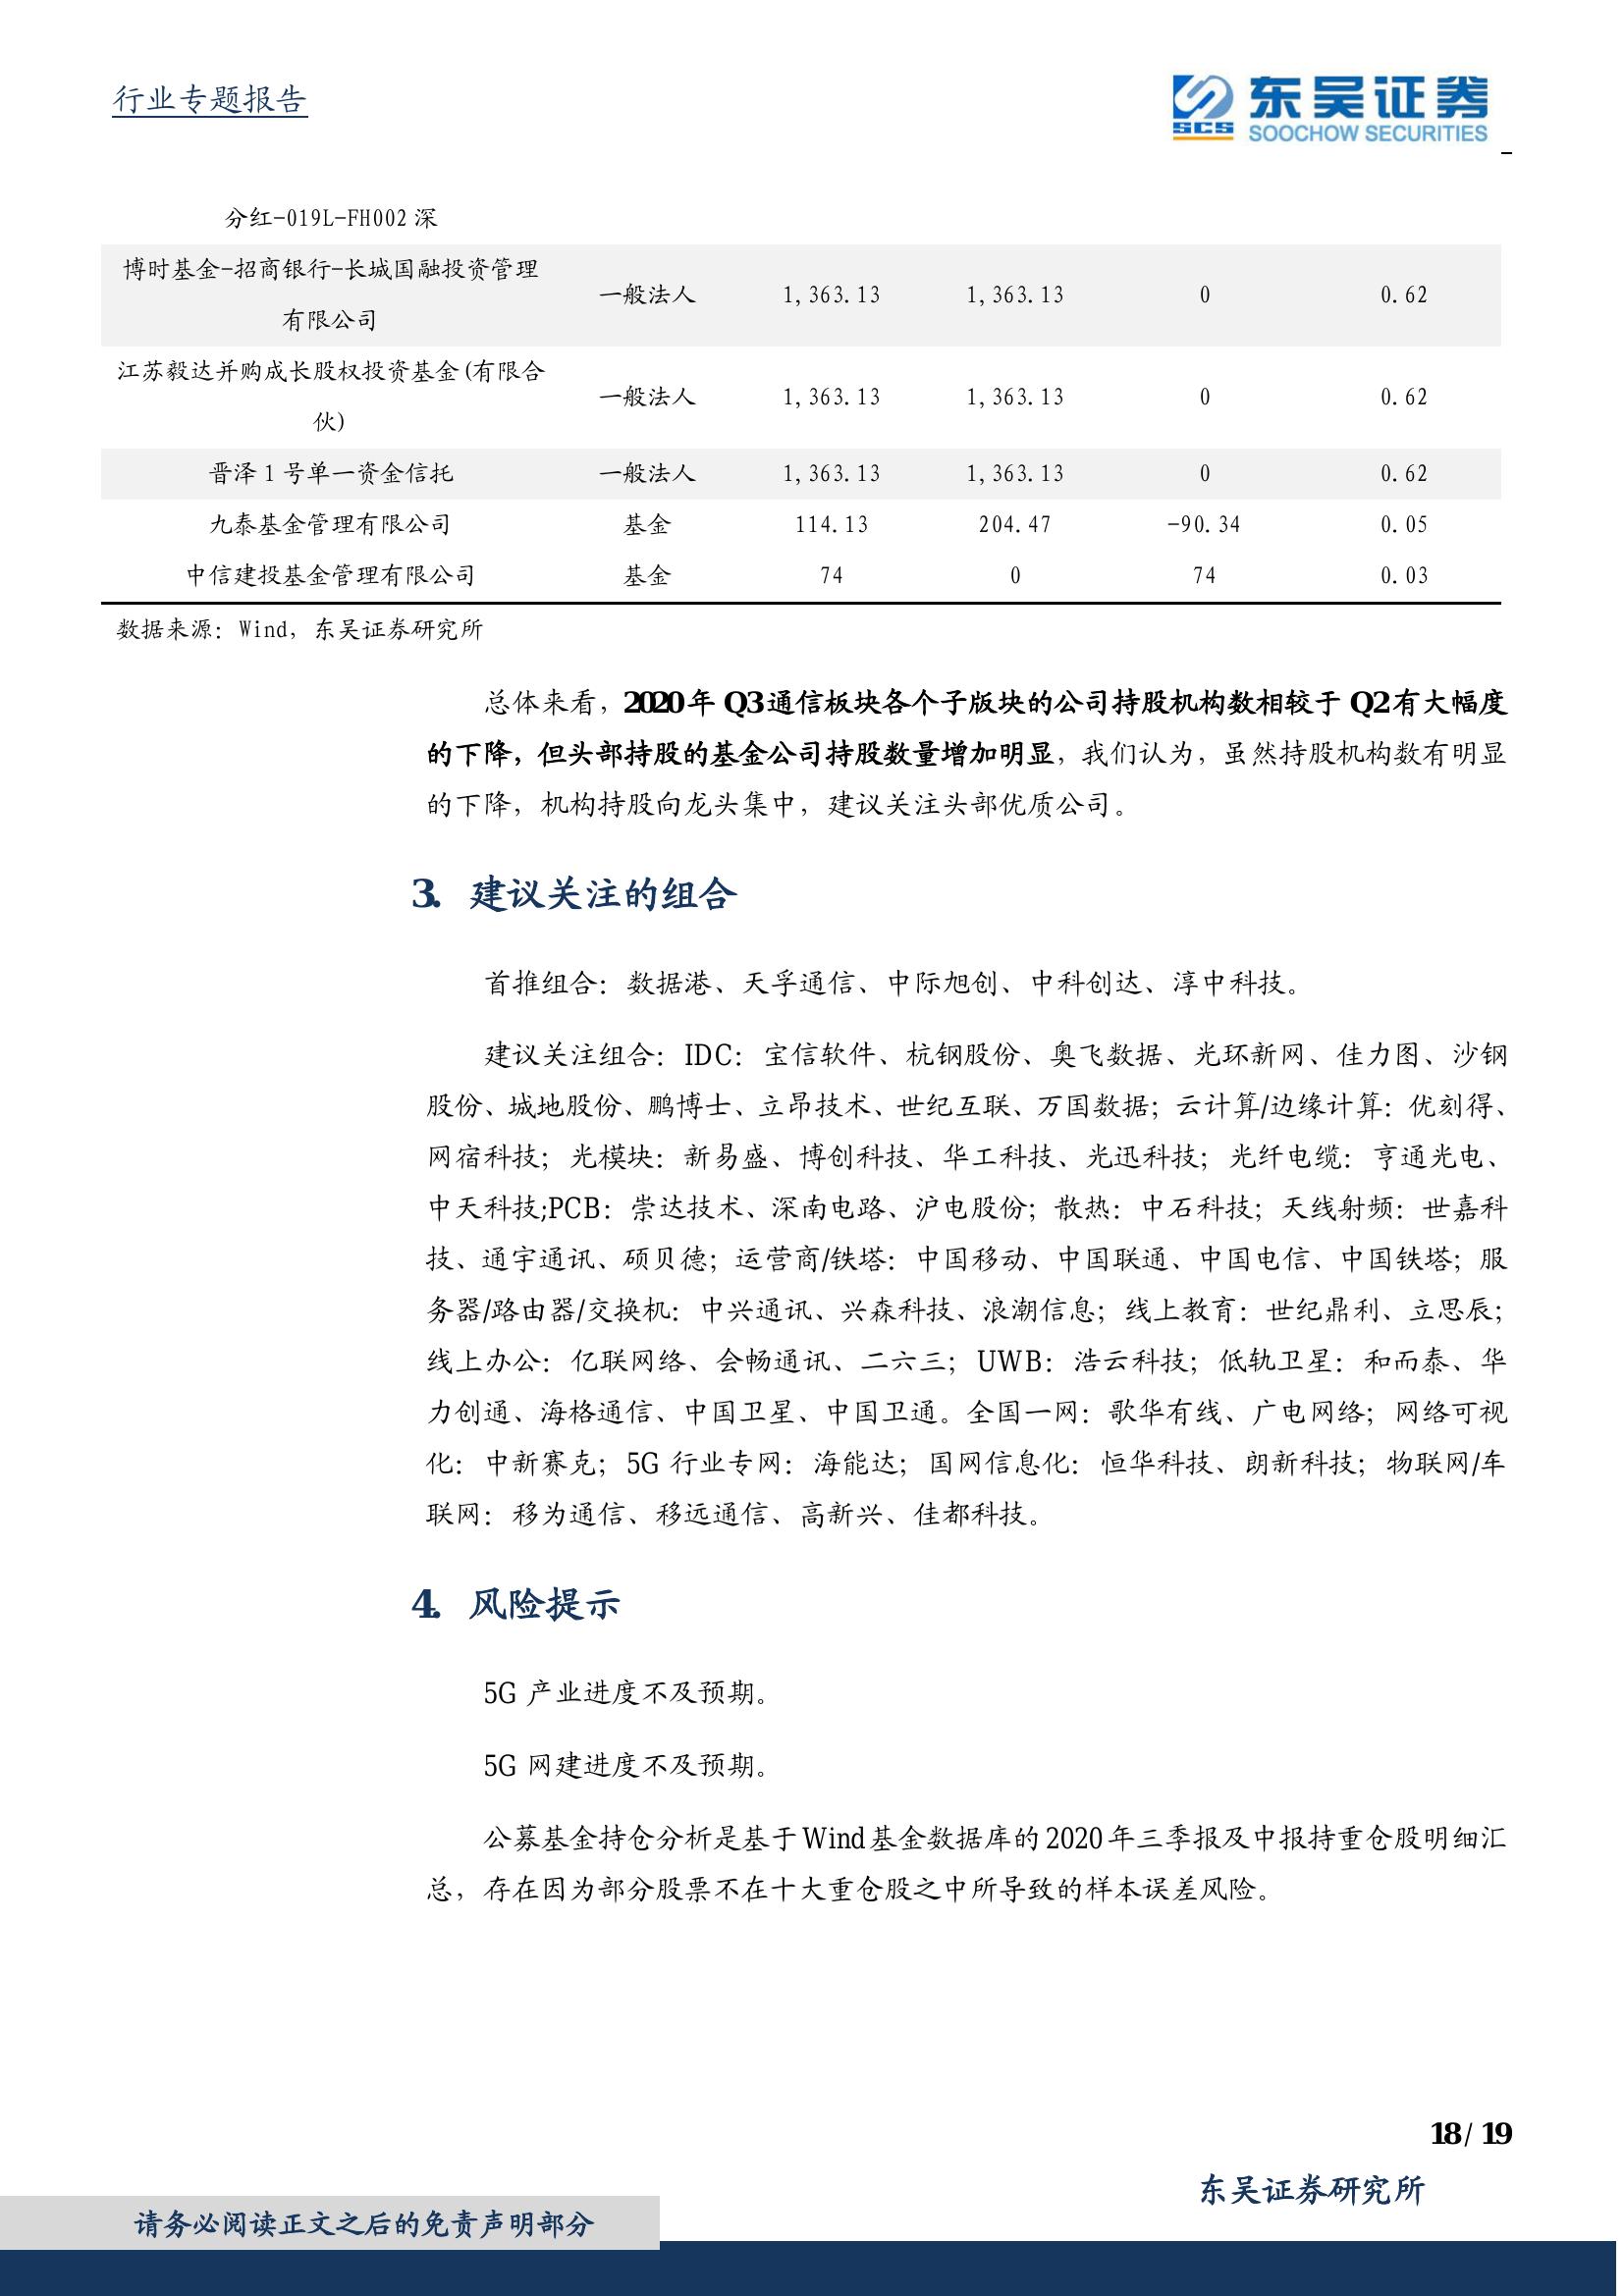 行业专题报告
东吴证券
SCS
SOOCHOW SECURITIES
分红-019L-FH002 深
博时基金-招商银行-长城国融投资管理
有限公司 一般法人 1,363.13 1,363.13 0 0.62
江苏毅达并购成长股权投资基金(有限合
伙) 一般法人 1,363.13 1,363.13 0 0.62
晋泽 1 号单一资金信托 一般法人 1,363.13 1,363.13 0 0.62
九泰基金管理有限公司 基金 114.13 204.47 -90.34 0.05
中信建投基金管理有限公司 基金 74 0 74 0.03
数据来源：Wind，东吴证券研究所
总体来看，2020 年 Q3 通信板块各个子版块的公司持股机构数相较于 Q2 有大幅度
的下降，但头部持股的基金公司持股数量增加明显，我们认为，虽然持股机构数有明显
的下降，机构持股向龙头集中，建议关注头部优质公司。
3. 建议关注的组合
首推组合：数据港、天孚通信、中际旭创、中科创达、淳中科技。
建议关注组合：IDC：宝信软件、杭钢股份、奥飞数据、光环新网、佳力图、沙钢
股份、城地股份、鹏博士、立昂技术、世纪互联、万国数据；云计算/边缘计算：优刻得、
网宿科技；光模块：新易盛、博创科技、华工科技、光迅科技；光纤电缆：亨通光电、
中天科技;PCB：崇达技术、深南电路、沪电股份；散热：中石科技；天线射频：世嘉科
技、通宇通讯、硕贝德；运营商/铁塔：中国移动、中国联通、中国电信、中国铁塔；服
务器/路由器/交换机：中兴通讯、兴森科技、浪潮信息；线上教育：世纪鼎利、立思辰；
线上办公：亿联网络、会畅通讯、二六三；UWB：浩云科技；低轨卫星：和而泰、华
力创通、海格通信、中国卫星、中国卫通。全国一网：歌华有线、广电网络；网络可视
化：中新赛克；5G 行业专网：海能达；国网信息化：恒华科技、朗新科技；物联网/车
联网：移为通信、移远通信、高新兴、佳都科技。
4. 风险提示
5G 产业进度不及预期。
5G 网建进度不及预期。
公募基金持仓分析是基于 Wind 基金数据库的 2020 年三季报及中报持重仓股明细汇
总，存在因为部分股票不在十大重仓股之中所导致的样本误差风险。
18 / 19
东吴证券研究所
请务必阅读正文之后的免责声明部分